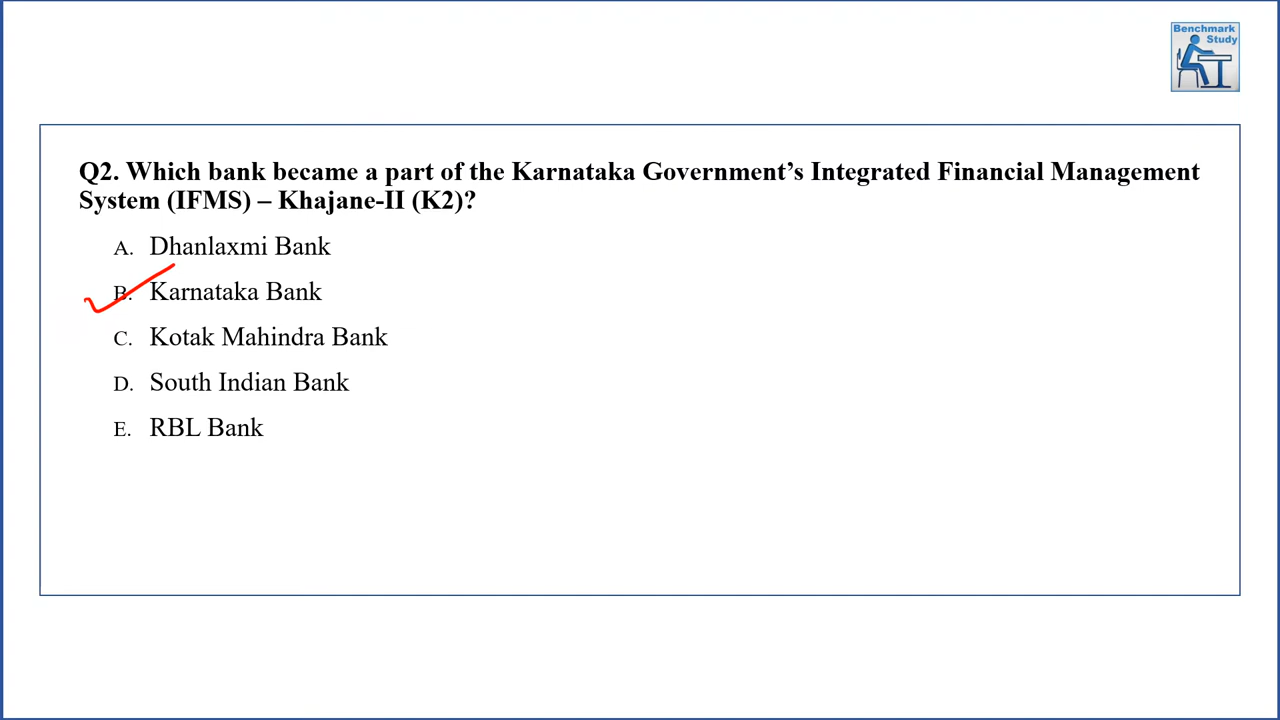 Benchmark
Study
Q2. Which bank became a part of the Karnataka Government’s Integrated Financial Management
System (IFMS) – Khajane-II (K2)?
A. Dhanlaxmi Bank
B. Karnataka Bank
C. Kotak Mahindra Bank
D. South Indian Bank
E. RBL Bank